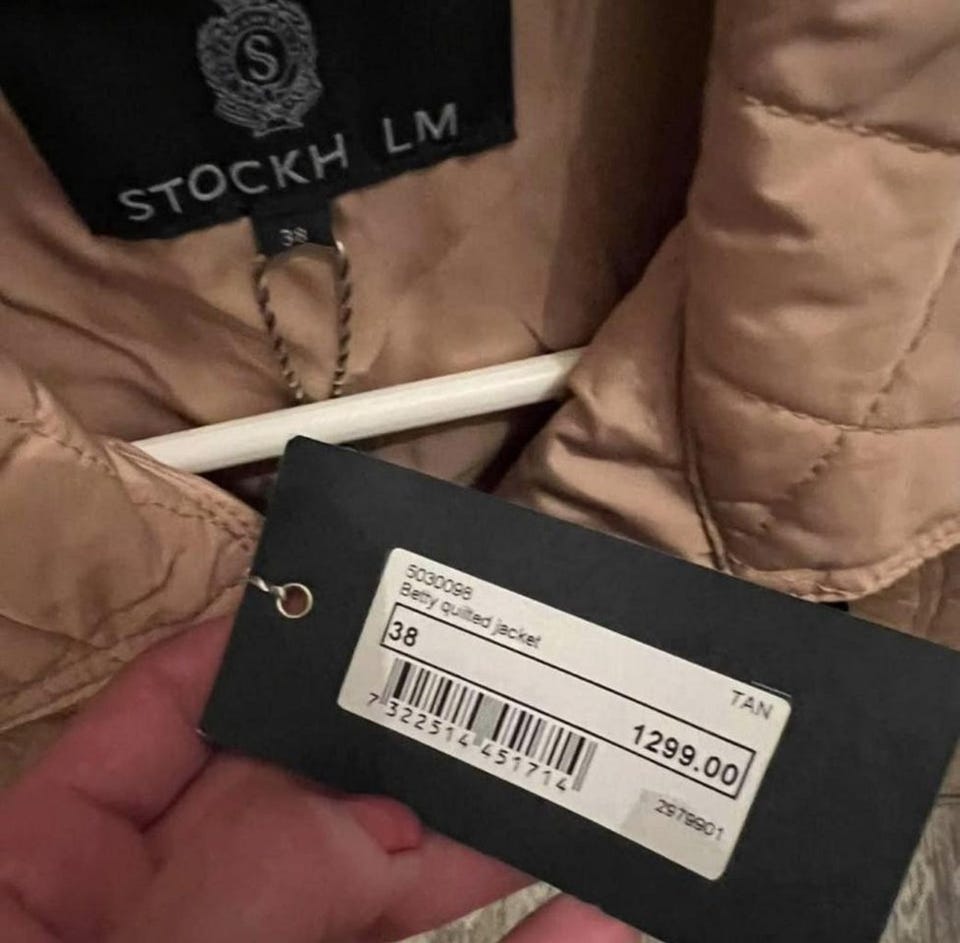 S
STOCKH LM
38
5030098
Betty quilted jacket
38
TAN
1299.00
7 322514 451714
2979901